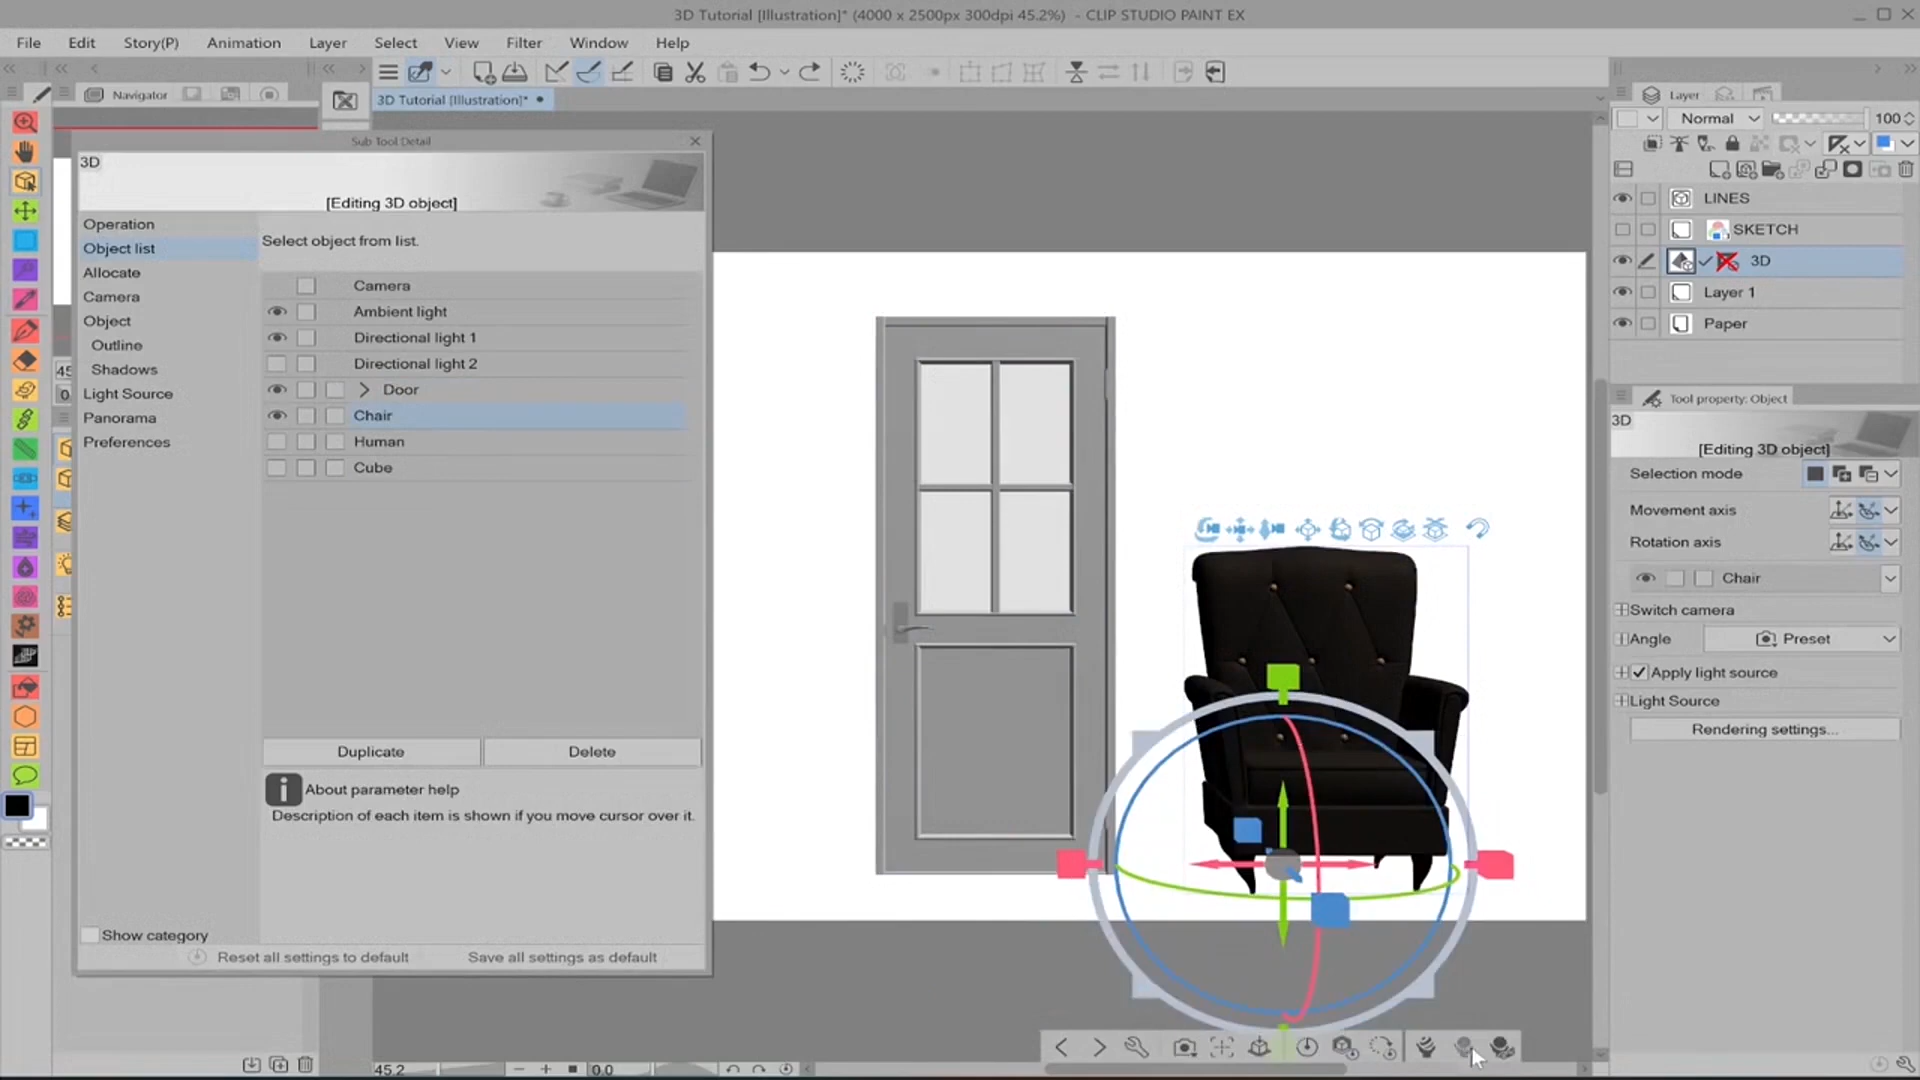 3D Tutorial [Illustration]* (4000 x 2500px 300dpi 45.2%)  - CLIP STUDIO PAINT EX
File Edit Story(P) Animation Layer Select View Filter Window Help
Navigator
3D Tutorial [Illustration]*
Sub Tool Detail
3D
[Editing 3D object]
Operation
Object list
Allocate
Camera
Object
Outline
Shadows
Light Source
Panorama
Preferences
Select object from list.
Camera
Ambient light
Directional light 1
Directional light 2
Door
Chair
Human
Cube
Duplicate Delete
About parameter help
Description of each item is shown if you move cursor over it.
Show category
Reset all settings to default Save all settings as default
45
0
45.2 0.0
Layer
Normal 100
LINES
SKETCH
3D
Layer 1
Paper
Tool property: Object
3D
[Editing 3D object]
Selection mode
Movement axis
Rotation axis
Chair
Switch camera
Angle Preset
Apply light source
Light Source
Rendering settings...